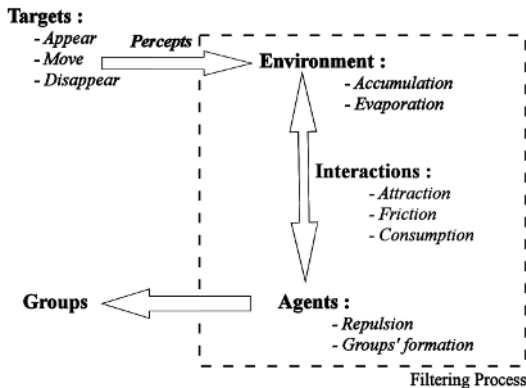 Targets :
- Appear
- Move
- Disappear
Percepts
Environment :
- Accumulation
- Evaporation
Interactions :
- Attraction
- Friction
- Consumption
Groups
Agents :
- Repulsion
- Groups' formation
Filtering Process